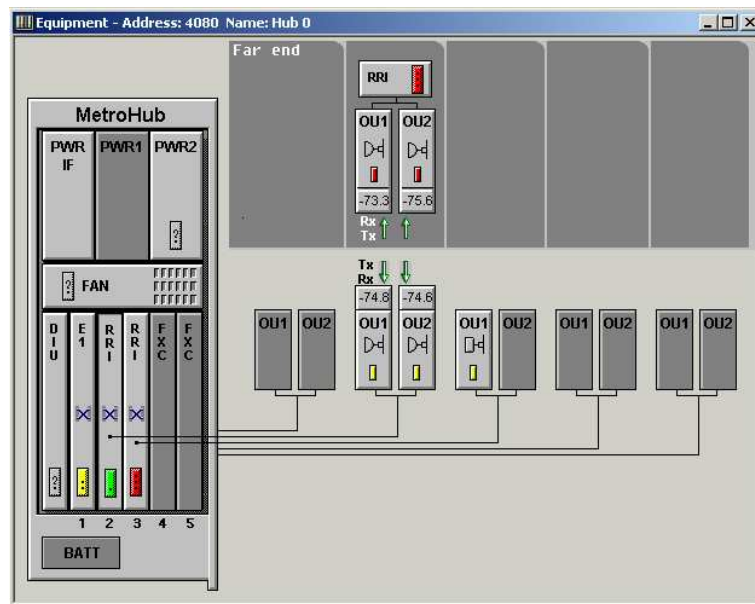 Equipment - Address: 4080 Name: Hub 0
Far end
RRI
OU1 OU2
-73.3 -75.6
Rx
Tx
Tx
Rx
-74.8 -74.6
OU1 OU2 OU1 OU2 OU1 OU2 OU1 OU2 OU1 OU2
MetroHub
PWR IF PWR1 PWR2
?
? FAN
DIU E1 RRI RRI FXC FXC
?
1 2 3 4 5
BATT